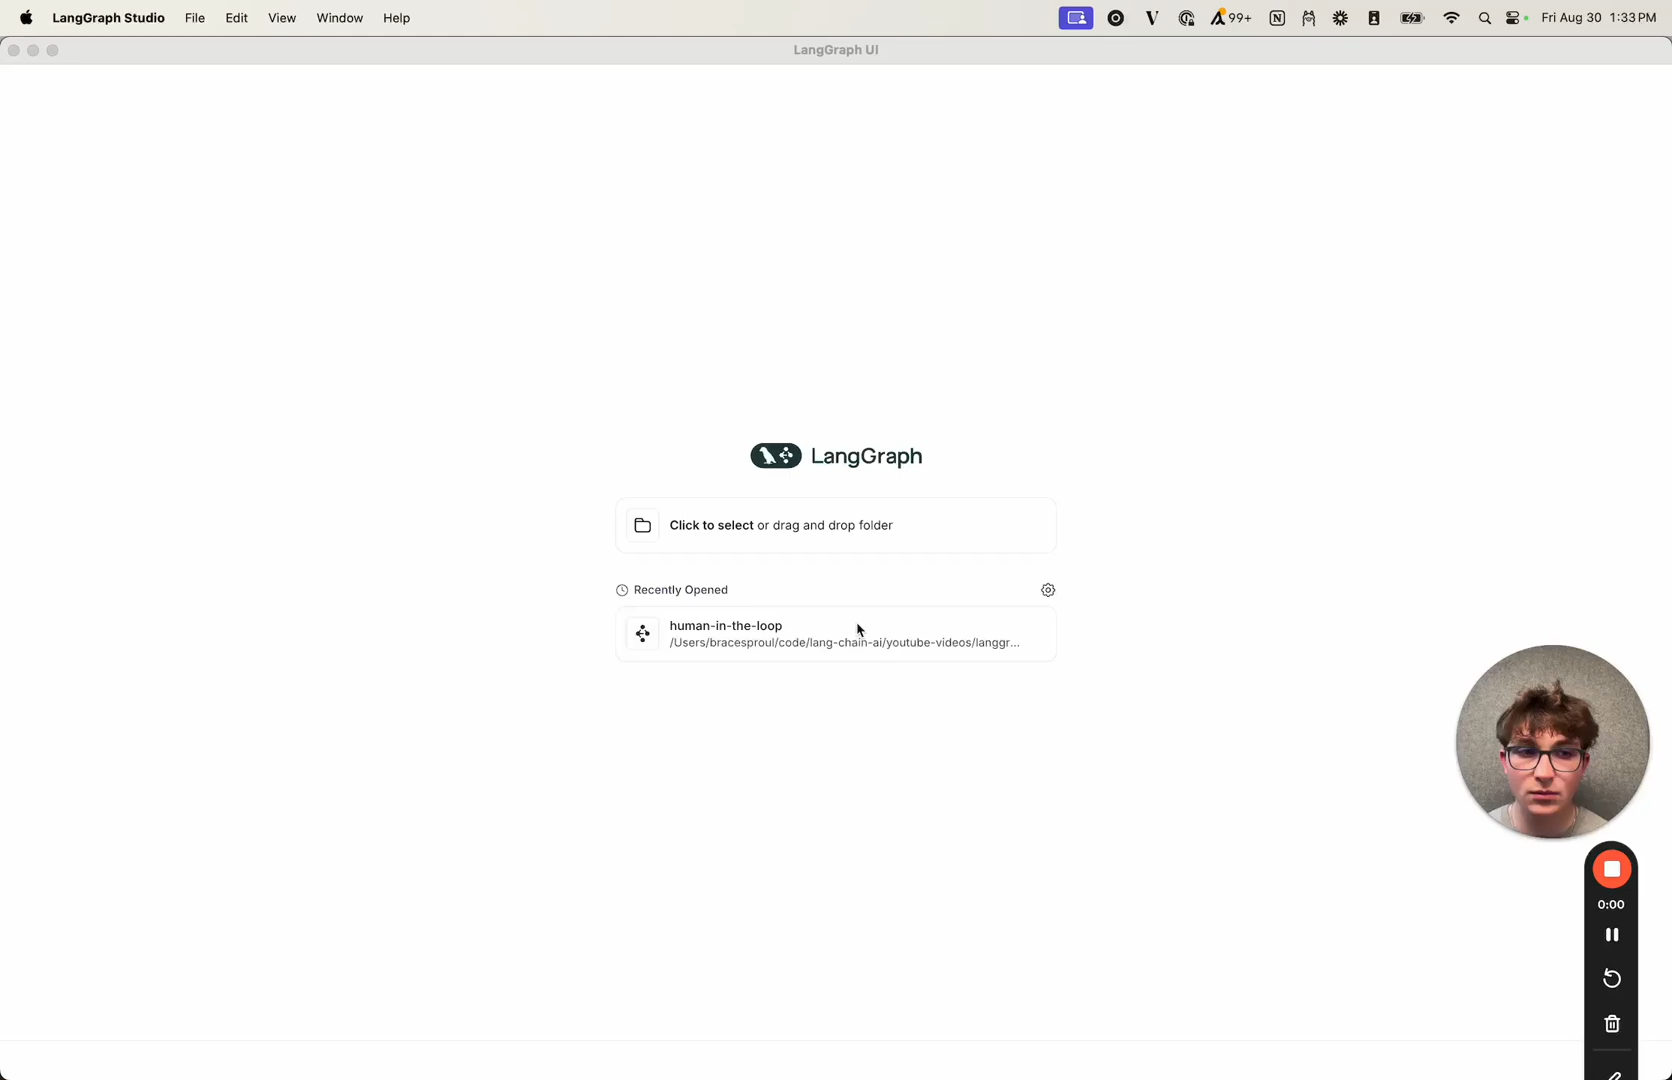 LangGraph Studio File Edit View Window Help 99+ Fri Aug 30 1:33 PM
LangGraph UI
LangGraph
Click to select or drag and drop folder
Recently Opened
human-in-the-loop
/Users/bracesproul/code/lang-chain-ai/youtube-videos/langgr...
0:00